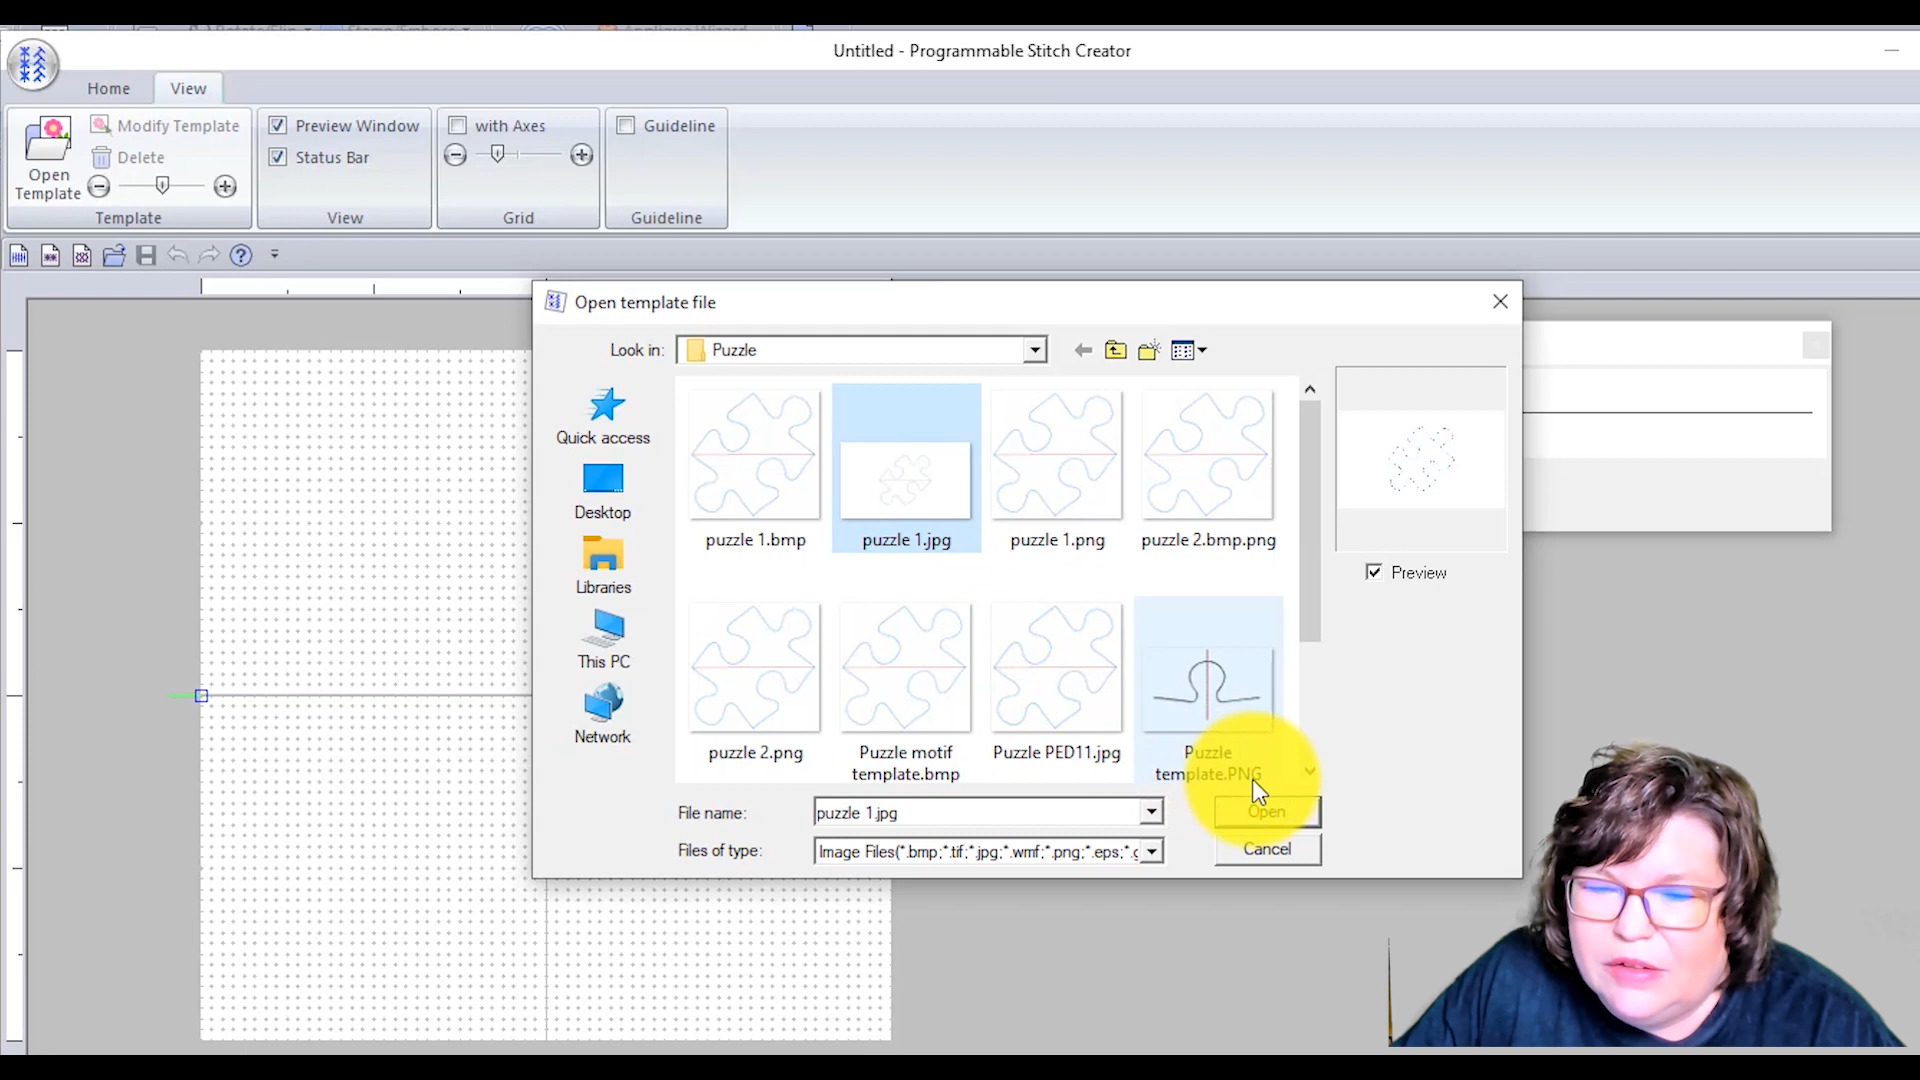 Untitled - Programmable Stitch Creator
Home
View
Open
Template
Modify Template
Delete
Template
Preview Window
Status Bar
View
with Axes
Grid
Guideline
Guideline
Open template file
Look in:
Puzzle
Quick access
Desktop
Libraries
This PC
Network
puzzle 1.bmp
puzzle 1.jpg
puzzle 1.png
puzzle 2.bmp.png
puzzle 2.png
Puzzle motif
template.bmp
Puzzle PED11.jpg
Puzzle
template.PNG
Preview
File name:
puzzle 1.jpg
Open
Files of type:
Image Files(*.bmp;*.tif;*.jpg;*.wmf;*.png;*.eps;*.g
Cancel